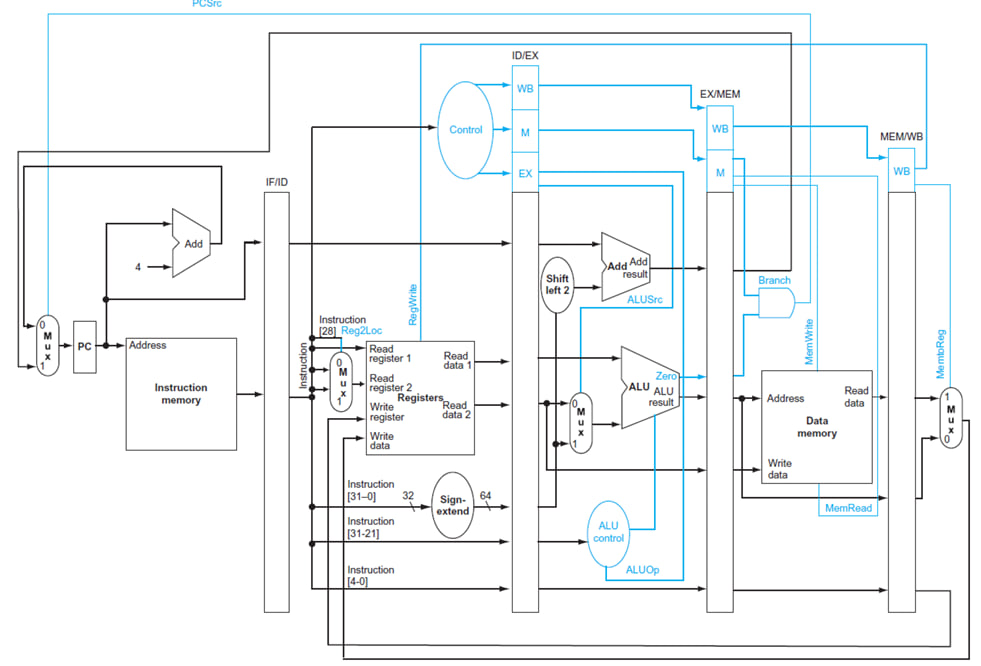 PCSrc
ID/EX
WB
EX/MEM
Control
M
WB
MEM/WB
EX
M
WB
IF/ID
Add
4
Shift
left 2
Add Add
result
Branch
ALUSrc
RegWrite
MemWrite
MemtoReg
Instruction
[28]
Reg2Loc
0
M
u
x
1
PC
Address
Instruction
memory
Instruction
0
M
u
x
1
Read
register 1
Read
register 2
Registers
Write
register
Write
data
Read
data 1
Read
data 2
Zero
ALU
ALU
result
0
M
u
x
1
Address
Read
data
Data
memory
Write
data
1
M
u
x
0
MemRead
Instruction
[31–0]
32
Sign-
extend
64
Instruction
[31-21]
ALU
control
Instruction
[4-0]
ALUOp